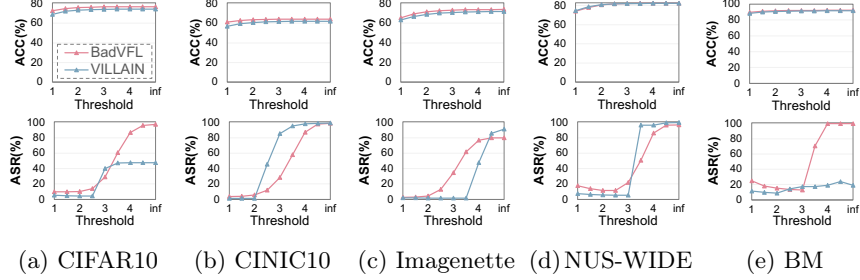 ACC(%) 80 60 40 20 0 1 2 3 4 inf Threshold
BadVFL
VILLAIN
ACC(%) 80 60 40 20 0 1 2 3 4 inf Threshold
ACC(%) 80 60 40 20 0 1 2 3 4 inf Threshold
ACC(%) 80 60 40 20 0 1 2 3 4 inf Threshold
ACC(%) 100 80 60 40 20 0 1 2 3 4 inf Threshold
ASR(%) 100 80 60 40 20 0 1 2 3 4 inf Threshold
ASR(%) 100 80 60 40 20 0 1 2 3 4 inf Threshold
ASR(%) 100 80 60 40 20 0 1 2 3 4 inf Threshold
ASR(%) 100 80 60 40 20 0 1 2 3 4 inf Threshold
ASR(%) 100 80 60 40 20 0 1 2 3 4 inf Threshold
(a) CIFAR10 (b) CINIC10 (c) Imagenette (d) NUS-WIDE (e) BM